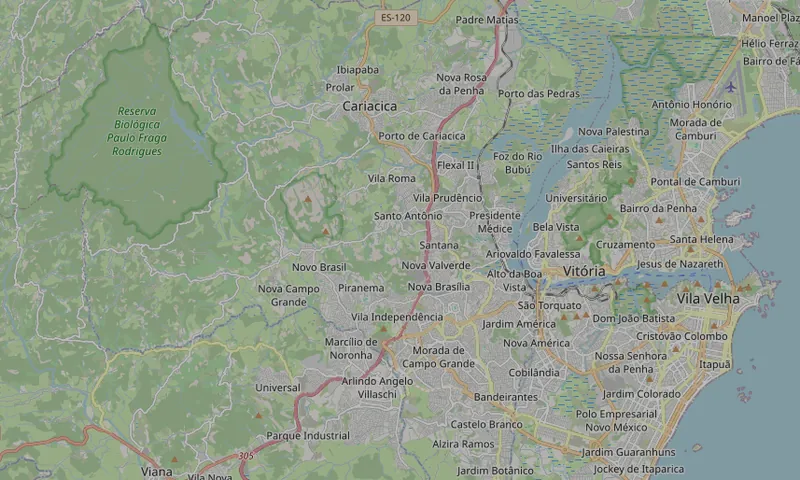 Padre Matias
ES-120
Manoel Plaz
Hélio Ferraz
Bairro de Fá
Ibiapaba
Prolar
Nova Rosa
da Penha
Porto das Pedras
Cariacica
Antônio Honório
Reserva
Biológica
Paulo Fraga
Rodrigues
Morada de
Camburi
Nova Palestina
Porto de Cariacica
Ilha das Caieiras
Santos Reis
Foz do Rio
Bubú
Flexal II
Vila Roma
Pontal de Camburi
Universitário
Vila Prudêncio
Bairro da Penha
Santo Antônio
Presidente
Médice
Bela Vista
Santa Helena
Cruzamento
Santana
Ariovaldo Favalessa
Jesus de Nazareth
Novo Brasil
Nova Valverde
Alto da Boa
Vista
Vitória
Nova Campo
Grande
Piranema
Nova Brasília
Vila Velha
São Torquato
Vila Independência
Jardim América
Dom João Batista
Cristóvão Colombo
Marcílio de
Noronha
Morada de
Campo Grande
Nova América
Nossa Senhora
da Penha
Itapuã
Cobilândia
Universal
Arlindo Angelo
Villaschi
Bandeirantes
Jardim Colorado
Polo Empresarial
Novo México
Castelo Branco
Parque Industrial
Alzira Ramos
Jardim Guaranhuns
305
Viana
Vila Nova
Jardim Botânico
Jockey de Itaparica